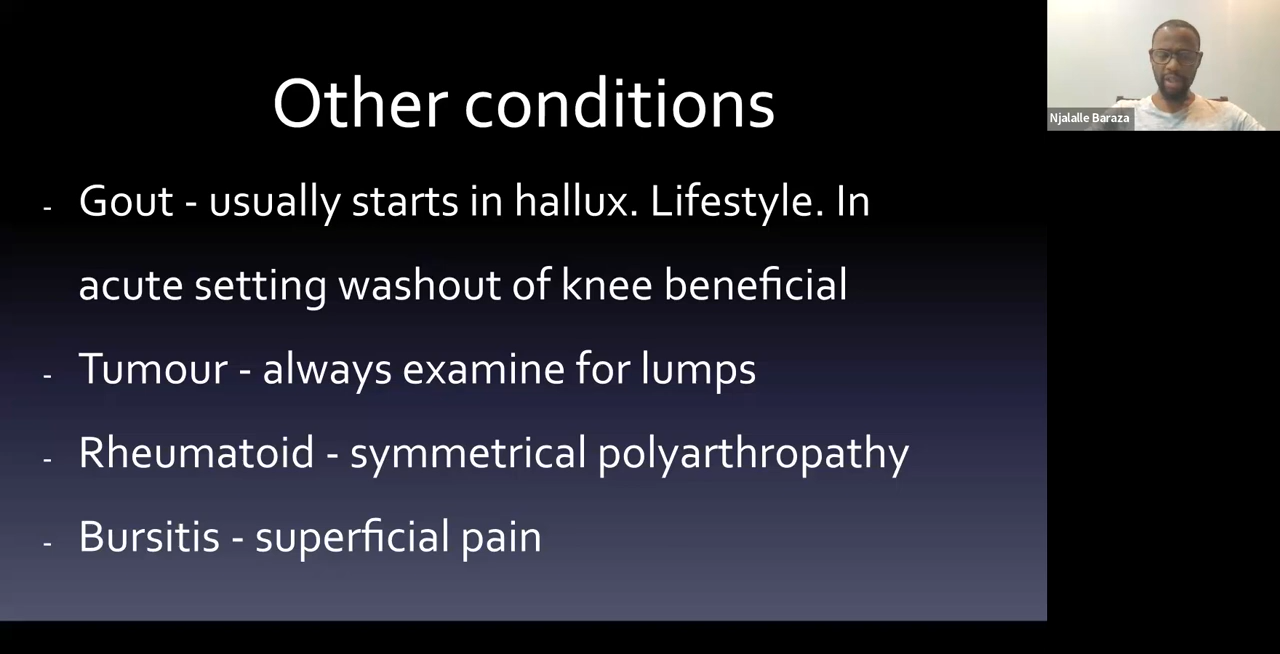 Other conditions
Njalalle Baraza
- Gout - usually starts in hallux. Lifestyle. In
acute setting washout of knee beneficial
- Tumour - always examine for lumps
- Rheumatoid - symmetrical polyarthropathy
- Bursitis - superficial pain